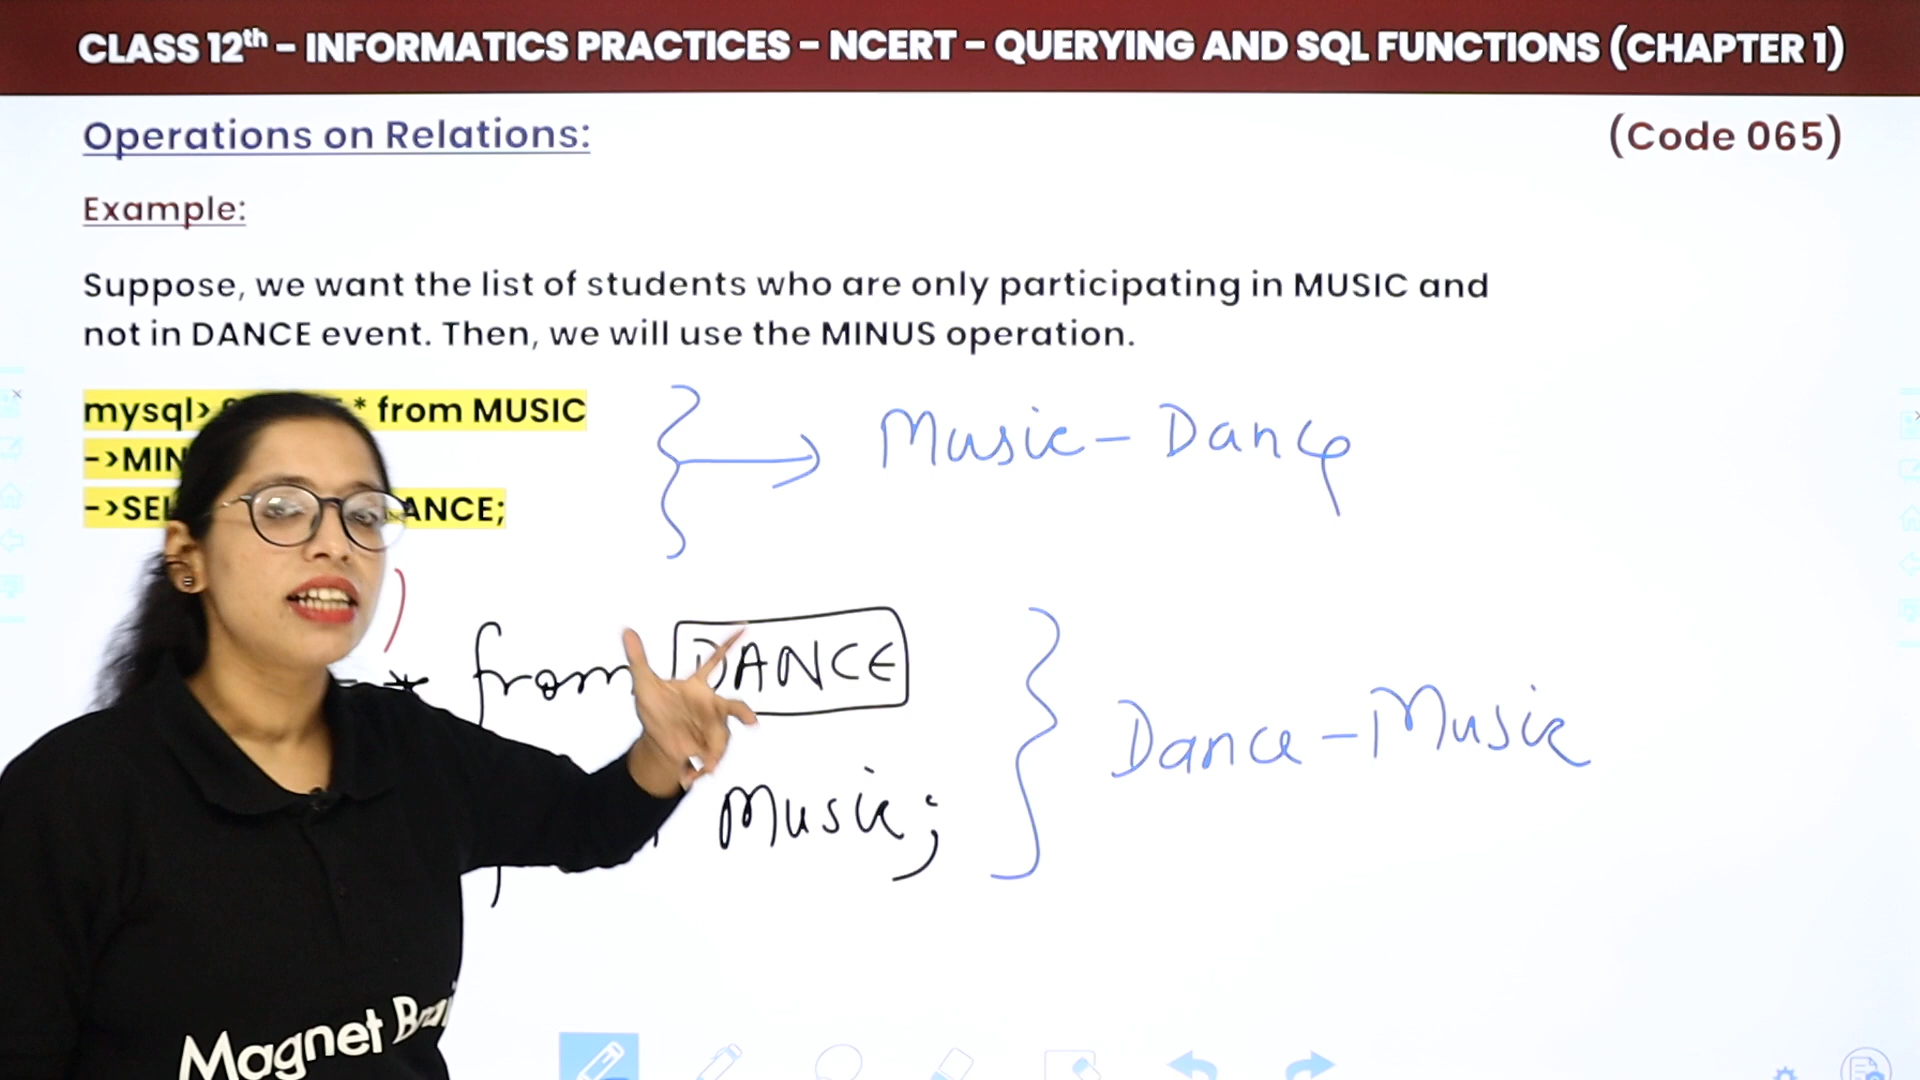 CLASS 12th – INFORMATICS PRACTICES – NCERT – QUERYING AND SQL FUNCTIONS (CHAPTER 1)
Operations on Relations:
(Code 065)
Example:
Suppose, we want the list of students who are only participating in MUSIC and
not in DANCE event. Then, we will use the MINUS operation.
mysql> * from MUSIC
->MIN
->SEL ANCE;
Music - Dance
* from DANCE
Music;
Dance - Music
Magnet Brai